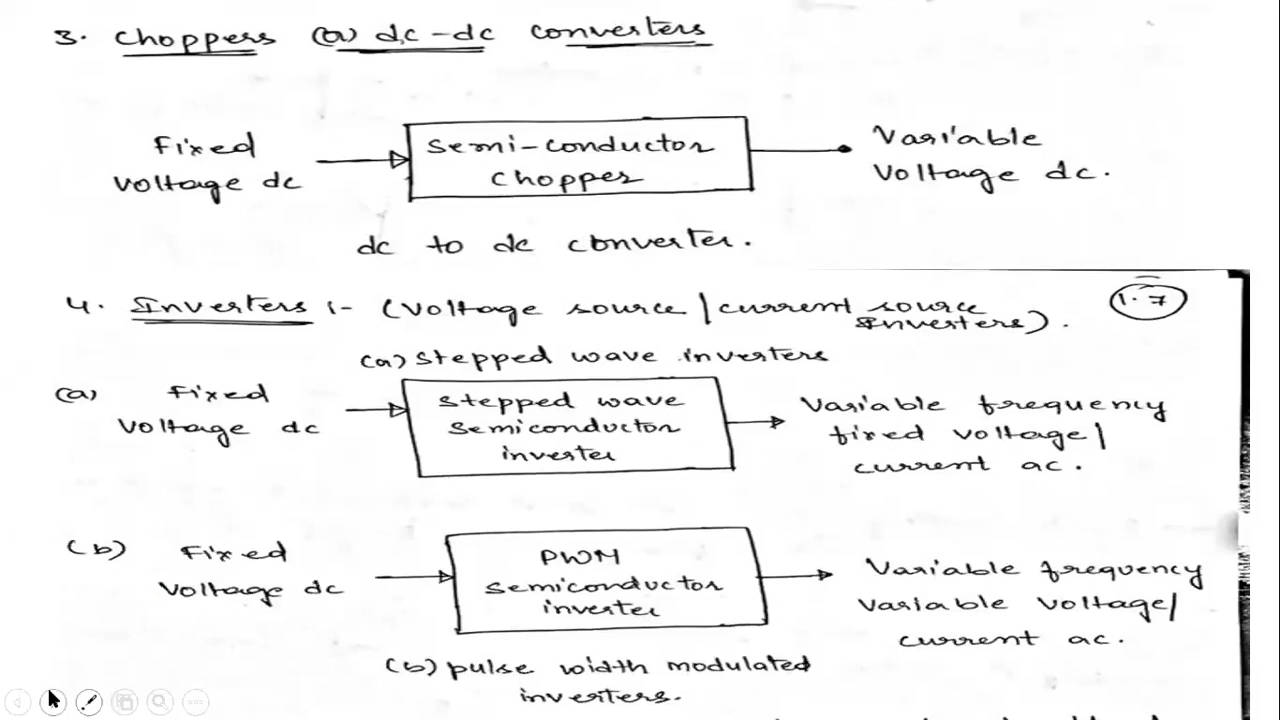 3. Choppers (or) d.c-dc converters
Fixed
voltage dc
Semi-conductor
chopper
Variable
Voltage dc.
dc to dc converter.
4. Inverters :- (Voltage source / current source
Inverters).
1.7
(a) stepped wave inverters
(a) Fixed
voltage dc
stepped wave
semiconductor
inverter
Variable frequency
fixed voltage/
current ac.
(b) Fixed
voltage dc
PWM
semiconductor
inverter
Variable frequency
variable voltage/
current ac.
(b) pulse width modulated
inverters.